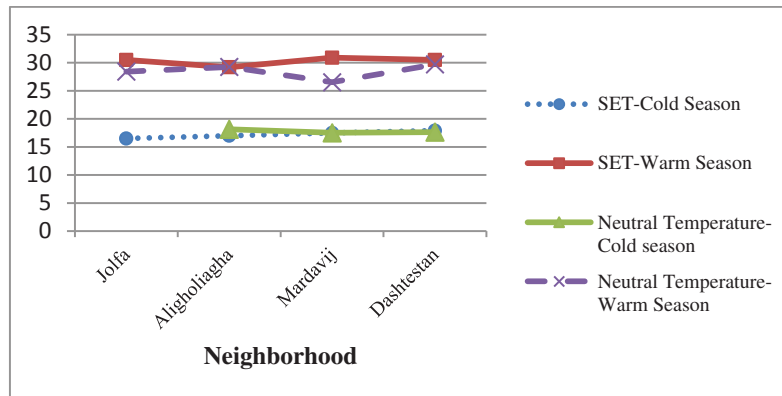 35
30
25
20
15
10
5
0
Jolfa
Aligholiagha
Mardavij
Dashtestan
Neighborhood
SET-Cold Season
SET-Warm Season
Neutral Temperature-
Cold season
Neutral Temperature-
Warm Season